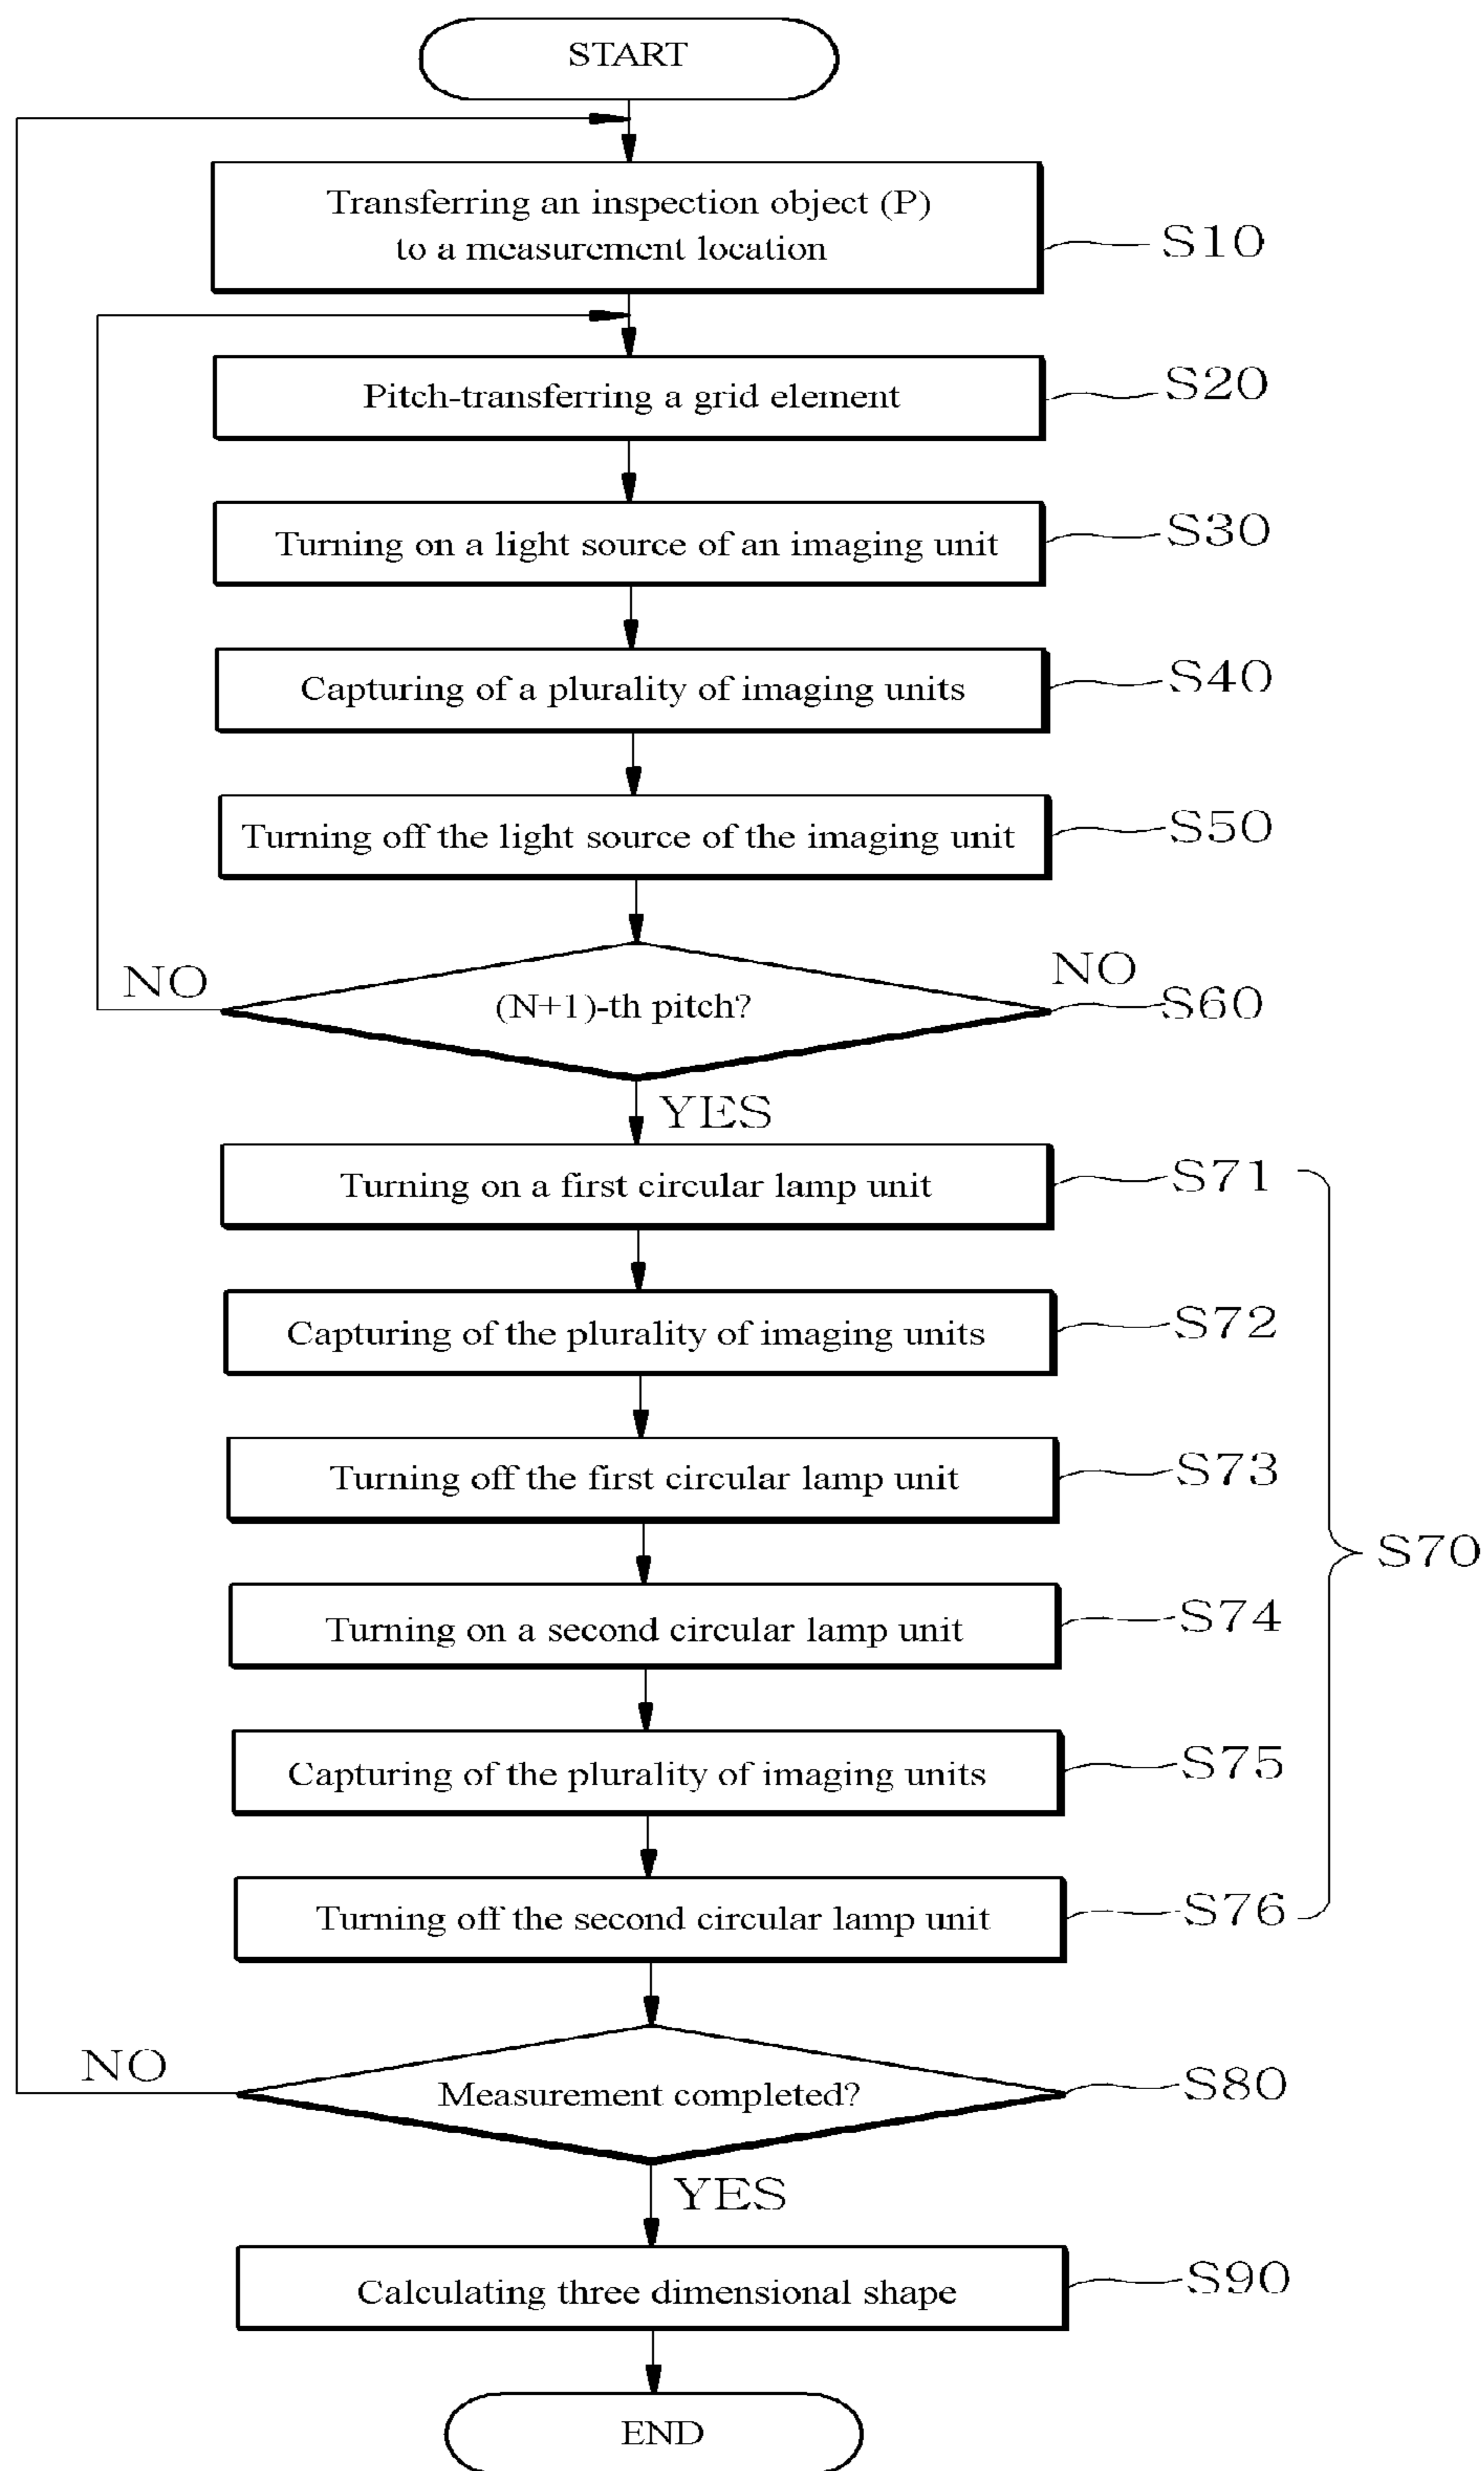 START
Transferring an inspection object (P)
to a measurement location
S10
Pitch-transferring a grid element
S20
Turning on a light source of an imaging unit
S30
Capturing of a plurality of imaging units
S40
Turning off the light source of the imaging unit
S50
NO
(N+1)-th pitch?
NO
S60
YES
Turning on a first circular lamp unit
S71
Capturing of the plurality of imaging units
S72
Turning off the first circular lamp unit
S73
S70
Turning on a second circular lamp unit
S74
Capturing of the plurality of imaging units
S75
Turning off the second circular lamp unit
S76
NO
Measurement completed?
S80
YES
Calculating three dimensional shape
S90
END